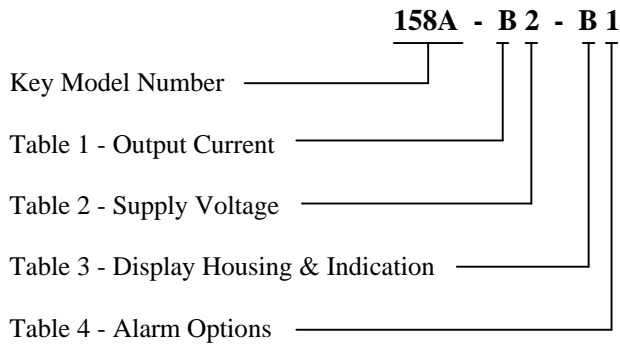 158A - B 2 - B 1
Key Model Number
Table 1 - Output Current
Table 2 - Supply Voltage
Table 3 - Display Housing & Indication
Table 4 - Alarm Options